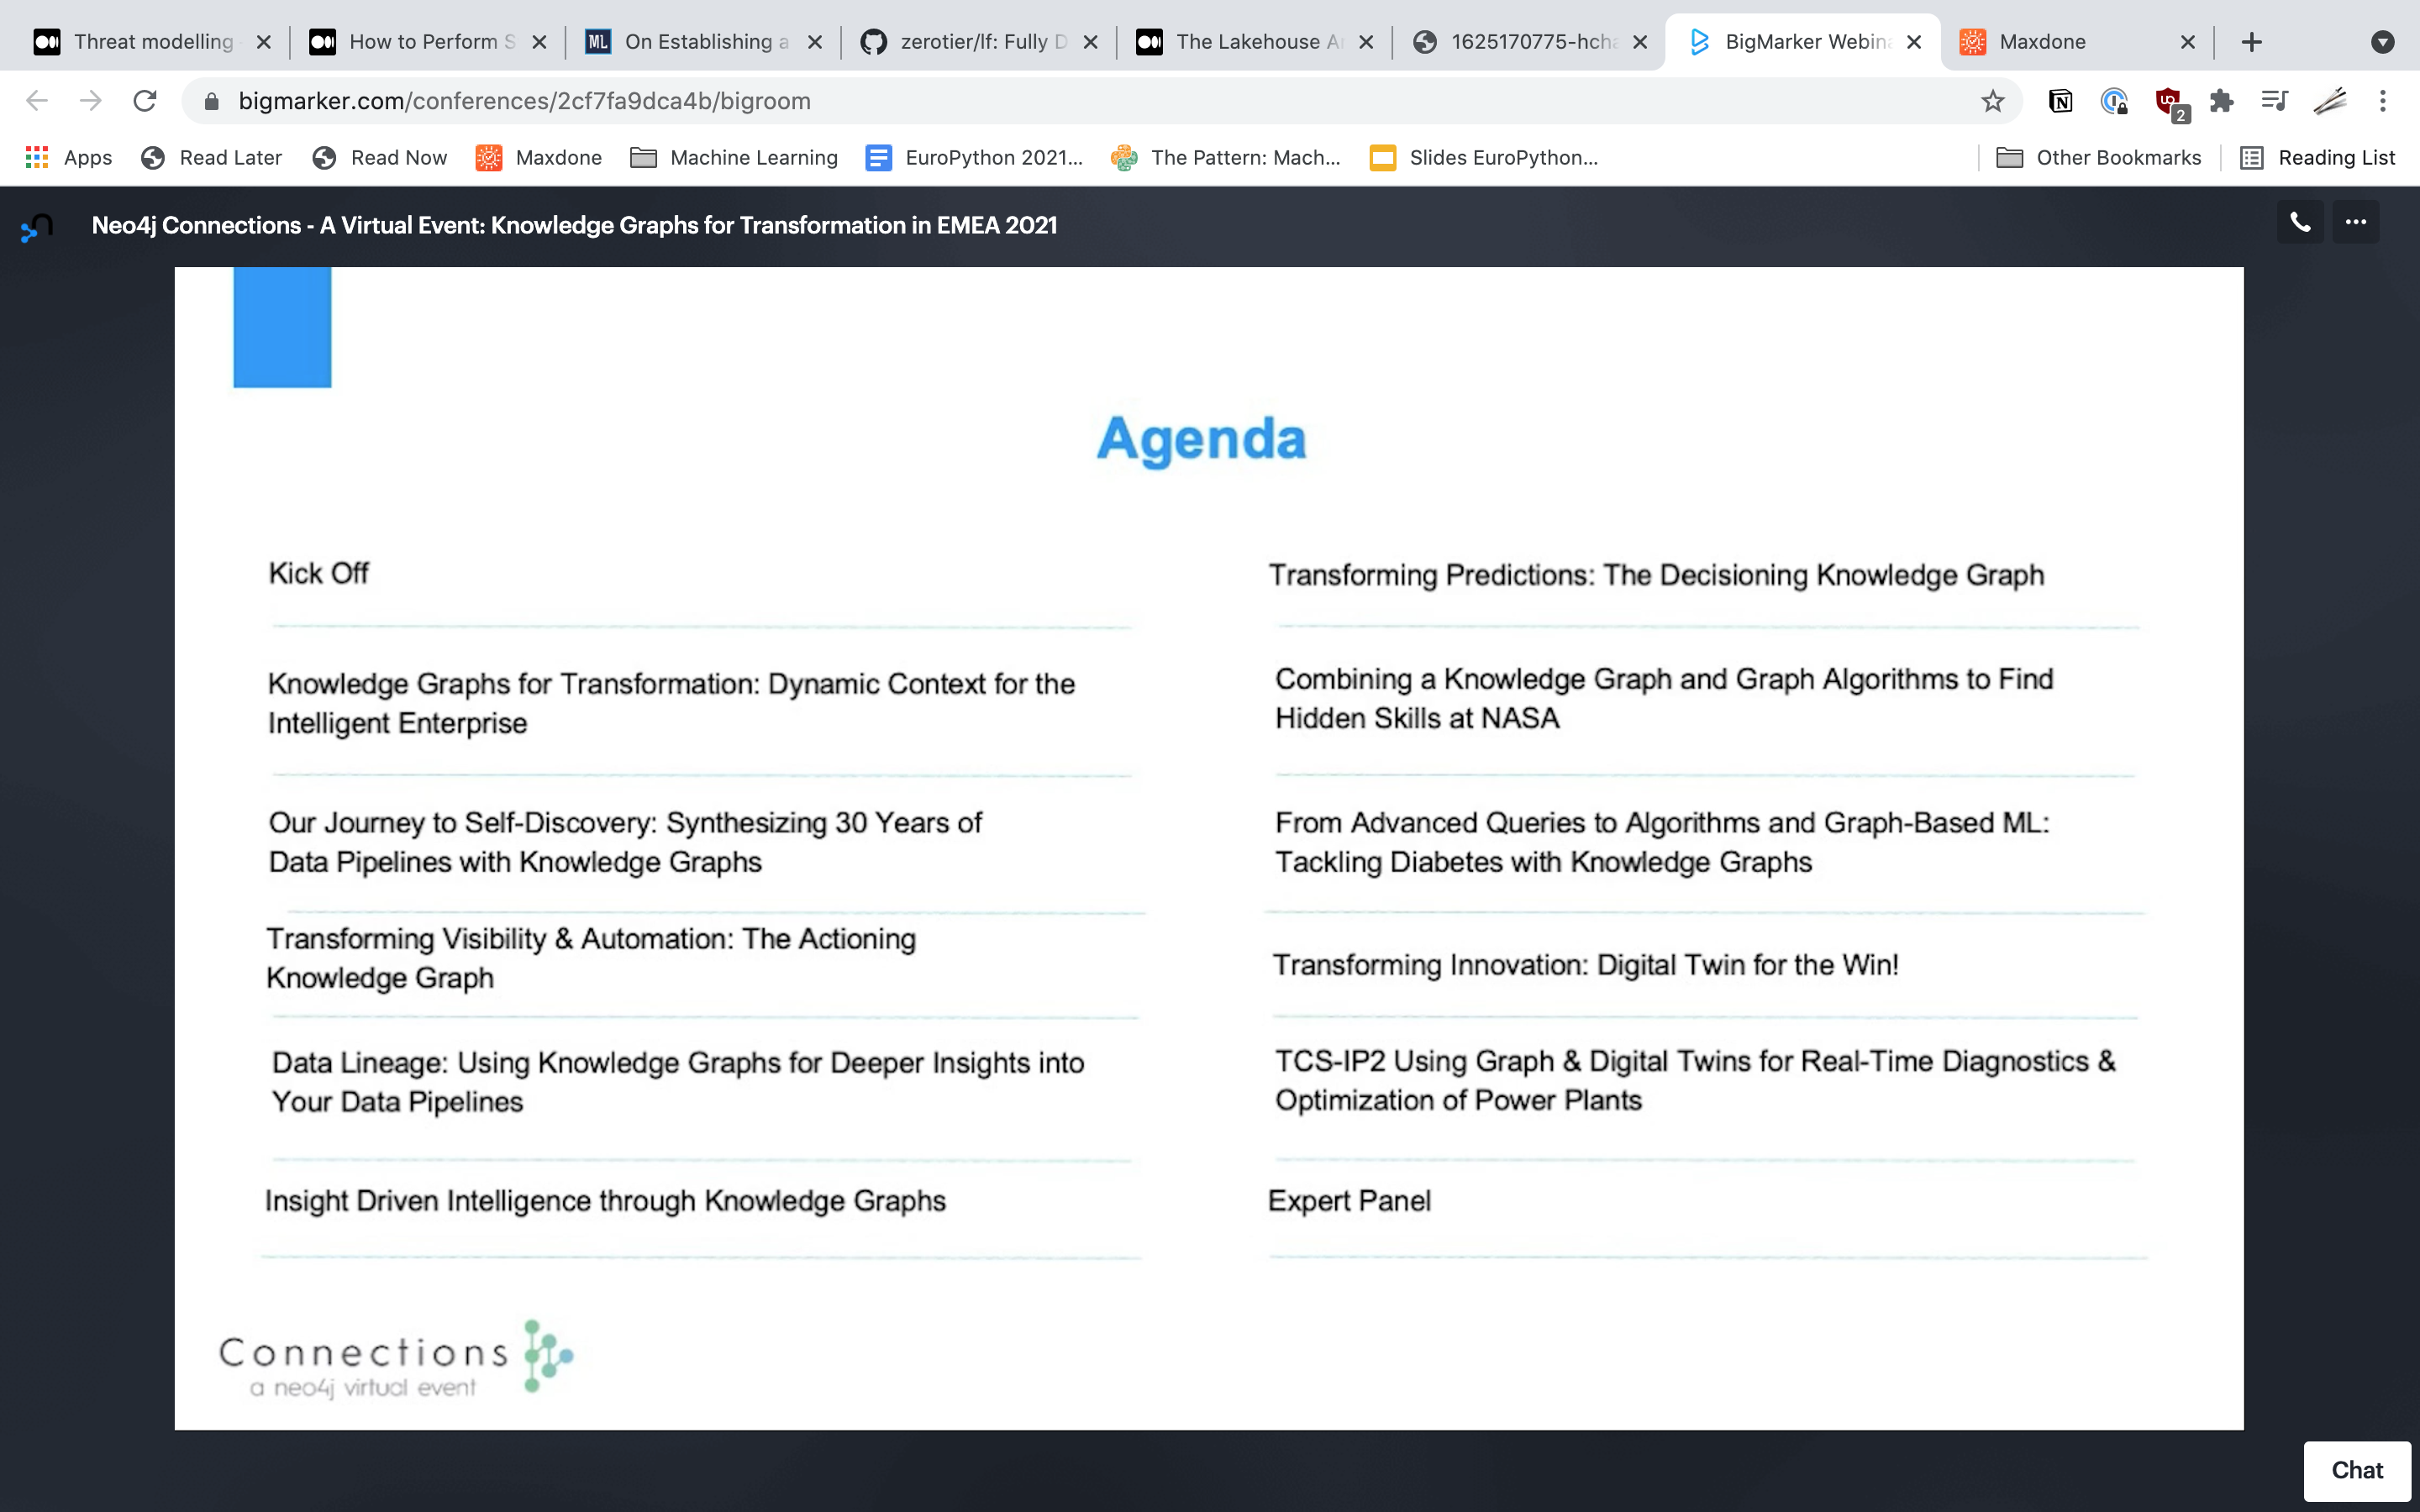 Threat modelling
How to Perform S
On Establishing a
zerotier/lf: Fully D
The Lakehouse A
1625170775-hcha
BigMarker Webina
Maxdone
bigmarker.com/conferences/2cf7fa9dca4b/bigroom
2
Apps
Read Later
Read Now
Maxdone
Machine Learning
EuroPython 2021...
The Pattern: Mach...
Slides EuroPython...
Other Bookmarks
Reading List
Neo4j Connections - A Virtual Event: Knowledge Graphs for Transformation in EMEA 2021
Agenda
Kick Off
Knowledge Graphs for Transformation: Dynamic Context for the
Intelligent Enterprise
Our Journey to Self-Discovery: Synthesizing 30 Years of
Data Pipelines with Knowledge Graphs
Transforming Visibility & Automation: The Actioning
Knowledge Graph
Data Lineage: Using Knowledge Graphs for Deeper Insights into
Your Data Pipelines
Insight Driven Intelligence through Knowledge Graphs
Transforming Predictions: The Decisioning Knowledge Graph
Combining a Knowledge Graph and Graph Algorithms to Find
Hidden Skills at NASA
From Advanced Queries to Algorithms and Graph-Based ML:
Tackling Diabetes with Knowledge Graphs
Transforming Innovation: Digital Twin for the Win!
TCS-IP2 Using Graph & Digital Twins for Real-Time Diagnostics &
Optimization of Power Plants
Expert Panel
Connections
a neo4j virtual event
Chat